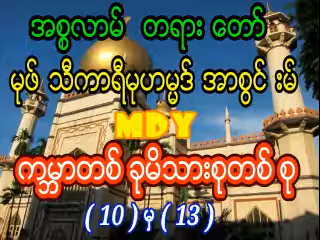 အစ္စလာမ် တရား တော်
မုဖ် သီကာရီမုဟမ္မဒ် အာစွင် းမ်
MDY
ကမ္ဘာတစ် ခုမိသားစုတစ် စု
( 10 ) မှ ( 13 )